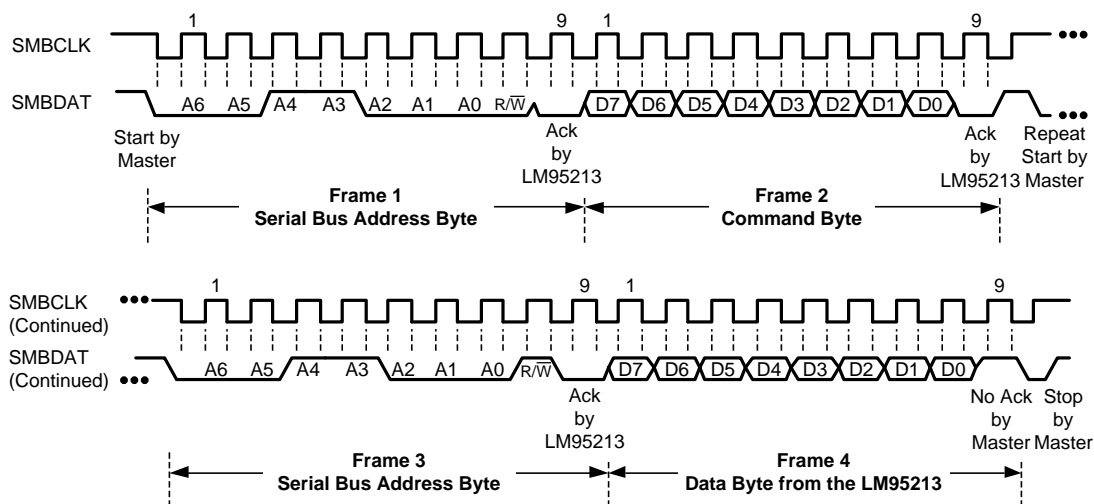 1 9 1 9
SMBCLK
SMBDAT A6 A5 A4 A3 A2 A1 A0 R/W̅ D7 D6 D5 D4 D3 D2 D1 D0
Start by
Master
Ack
by
LM95213
Ack
by
LM95213
Repeat
Start by
Master
Frame 1
Serial Bus Address Byte
Frame 2
Command Byte
1 9 1 9
SMBCLK
(Continued)
SMBDAT
(Continued)
A6 A5 A4 A3 A2 A1 A0 R/W̅ D7 D6 D5 D4 D3 D2 D1 D0
Ack
by
LM95213
No Ack
by
Master
Stop
by
Master
Frame 3
Serial Bus Address Byte
Frame 4
Data Byte from the LM95213